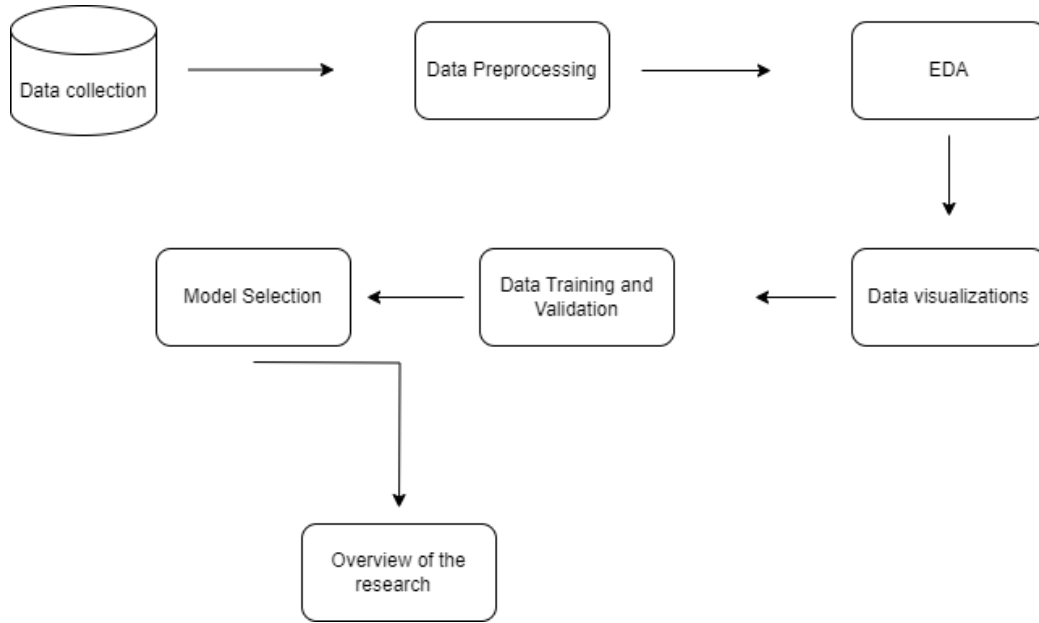 Data collection
Data Preprocessing
EDA
Data visualizations
Data Training and
Validation
Model Selection
Overview of the
research